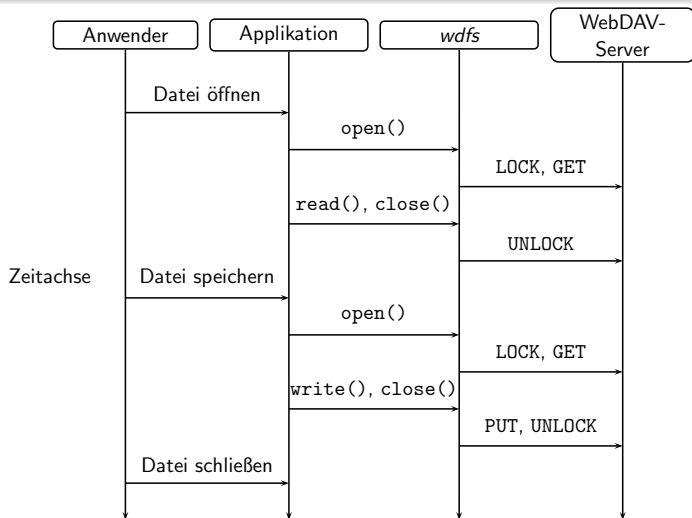 Anwender
Applikation
wdfs
WebDAV-
Server
Datei öffnen
open()
LOCK, GET
read(), close()
UNLOCK
Zeitachse
Datei speichern
open()
LOCK, GET
write(), close()
PUT, UNLOCK
Datei schließen